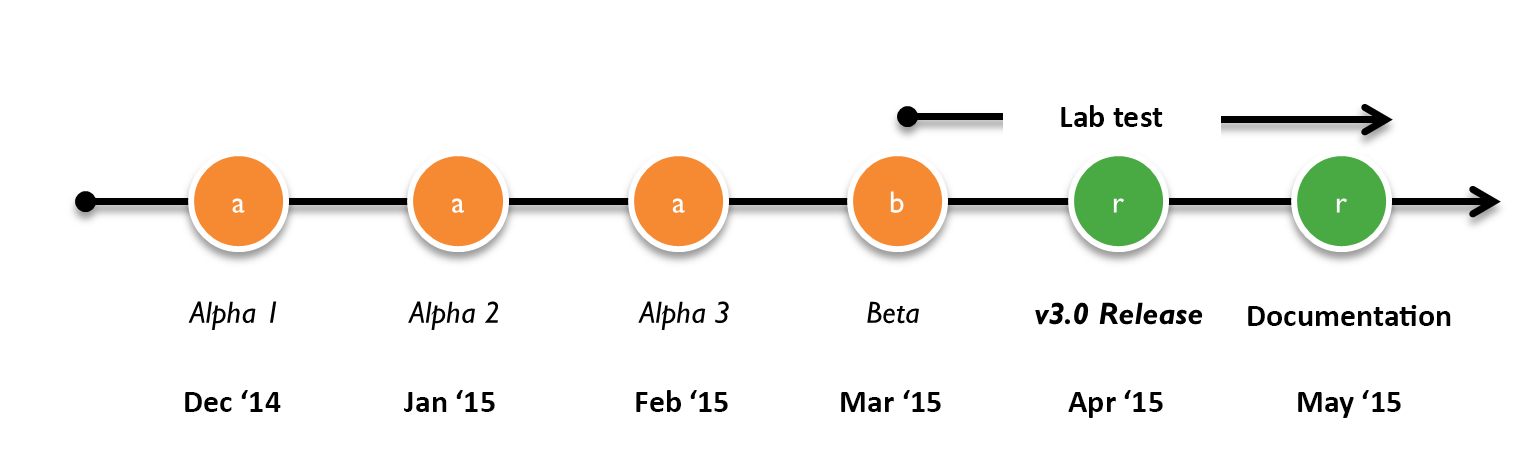 Lab test
a a a b r r
Alpha 1 Alpha 2 Alpha 3 Beta v3.0 Release Documentation
Dec ‘14 Jan ‘15 Feb ‘15 Mar ‘15 Apr ‘15 May ‘15